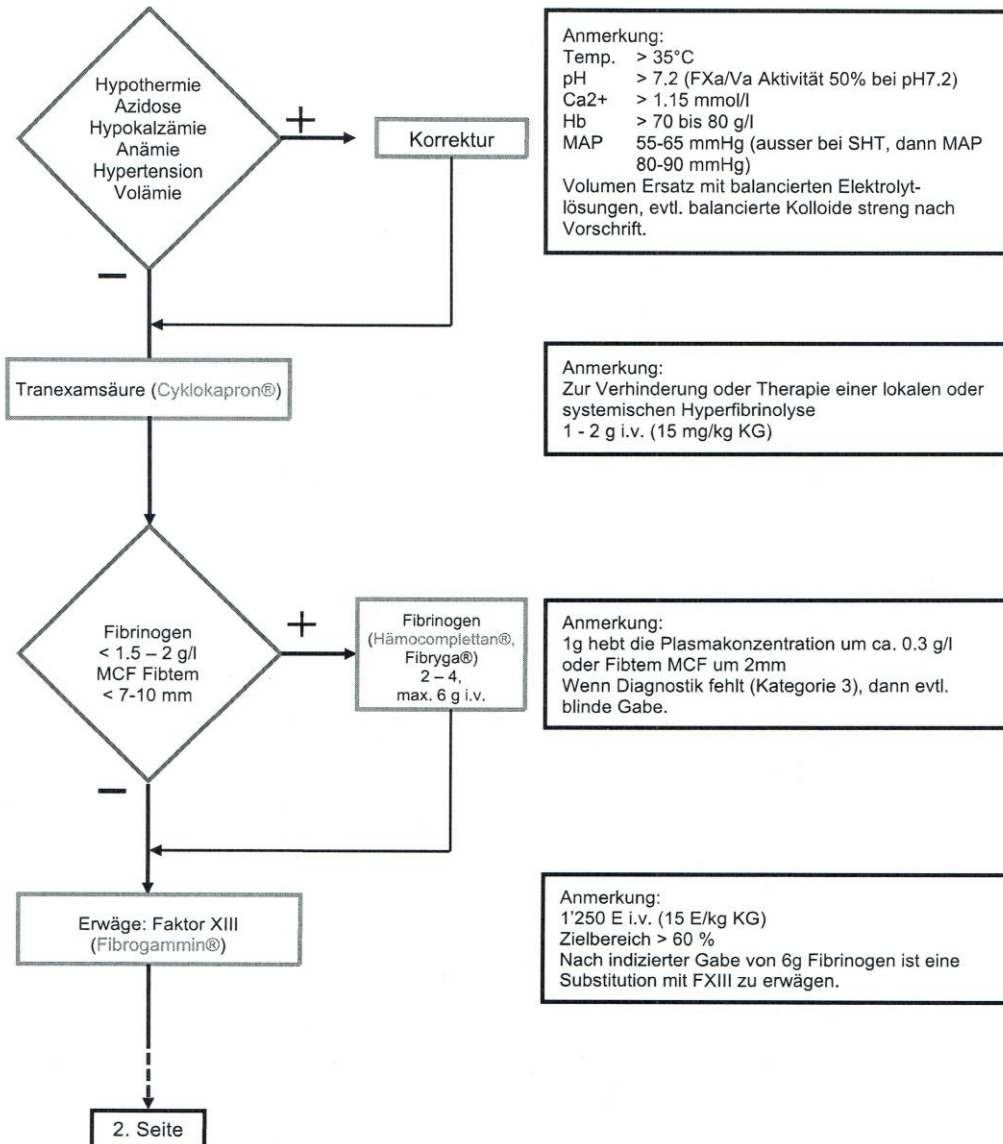 Hypothermie
Azidose
Hypokalzämie
Anämie
Hypertension
Volämie
+
Korrektur
–
Anmerkung:
Temp. > 35°C
pH > 7.2 (FXa/Va Aktivität 50% bei pH7.2)
Ca2+ > 1.15 mmol/l
Hb > 70 bis 80 g/l
MAP 55-65 mmHg (ausser bei SHT, dann MAP
80-90 mmHg)
Volumen Ersatz mit balancierten Elektrolyt-
lösungen, evtl. balancierte Kolloide streng nach
Vorschrift.
Tranexamsäure (Cyklokapron®)
Anmerkung:
Zur Verhinderung oder Therapie einer lokalen oder
systemischen Hyperfibrinolyse
1 - 2 g i.v. (15 mg/kg KG)
Fibrinogen
< 1.5 – 2 g/l
MCF Fibtem
< 7-10 mm
+
Fibrinogen
(Hämocomplettan®,
Fibryga®)
2 – 4,
max. 6 g i.v.
–
Anmerkung:
1g hebt die Plasmakonzentration um ca. 0.3 g/l
oder Fibtem MCF um 2mm
Wenn Diagnostik fehlt (Kategorie 3), dann evtl.
blinde Gabe.
Erwäge: Faktor XIII
(Fibrogammin®)
Anmerkung:
1'250 E i.v. (15 E/kg KG)
Zielbereich > 60 %
Nach indizierter Gabe von 6g Fibrinogen ist eine
Substitution mit FXIII zu erwägen.
2. Seite